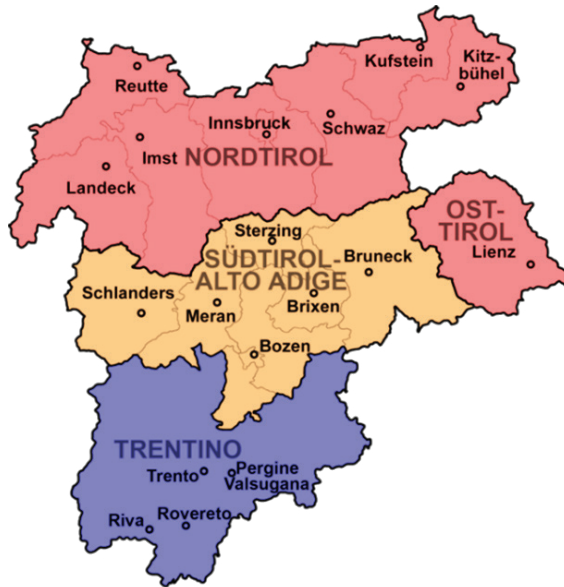 Kufstein
Kitz-
bühel
Reutte
Innsbruck
Schwaz
Imst
NORDTIROL
Landeck
OST-
TIROL
Lienz
Sterzing
SÜDTIROL-
ALTO ADIGE
Bruneck
Schlanders
Meran
Brixen
Bozen
TRENTINO
Trento
Pergine
Valsugana
Riva
Rovereto